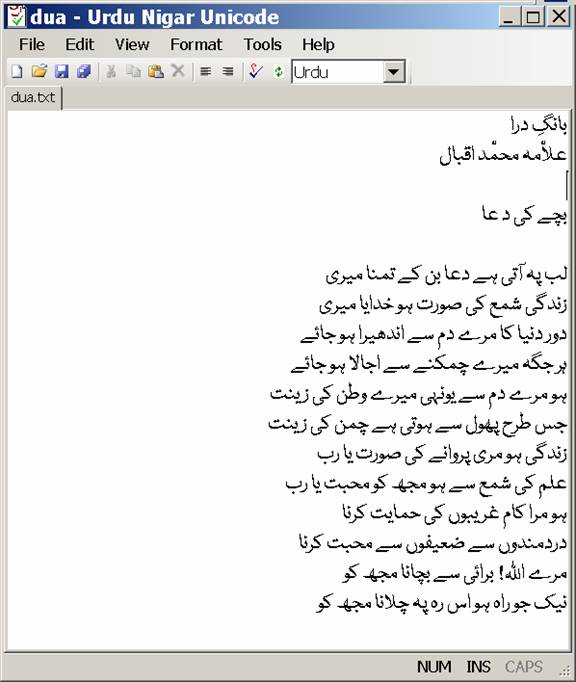 dua - Urdu Nigar Unicode
File Edit View Format Tools Help
Urdu
dua.txt
بانگِ درا
علاّمه محمّد اقبال
بچے کی دعا
لب په آتی ہے دعا بن کے تمنا میری
زندگی شمع کی صورت ہو خدایا میری
دور دنیا کا مرے دم سے اندھیرا ہو جائے
ہر جگه میرے چمکنے سے اجالا ہو جائے
ہو مرے دم سے یونہی میرے وطن کی زینت
جس طرح پھول سے ہوتی ہے چمن کی زینت
زندگی ہو مری پروانے کی صورت یا رب
علم کی شمع سے ہو مجھ کو محبت یا رب
ہو مرا کام غریبوں کی حمایت کرنا
دردمندوں سے ضعیفوں سے محبت کرنا
مرے الله! برائی سے بچانا مجھ کو
نیک جو راہ ہو اس رہ په چلانا مجھ کو
NUM INS CAPS